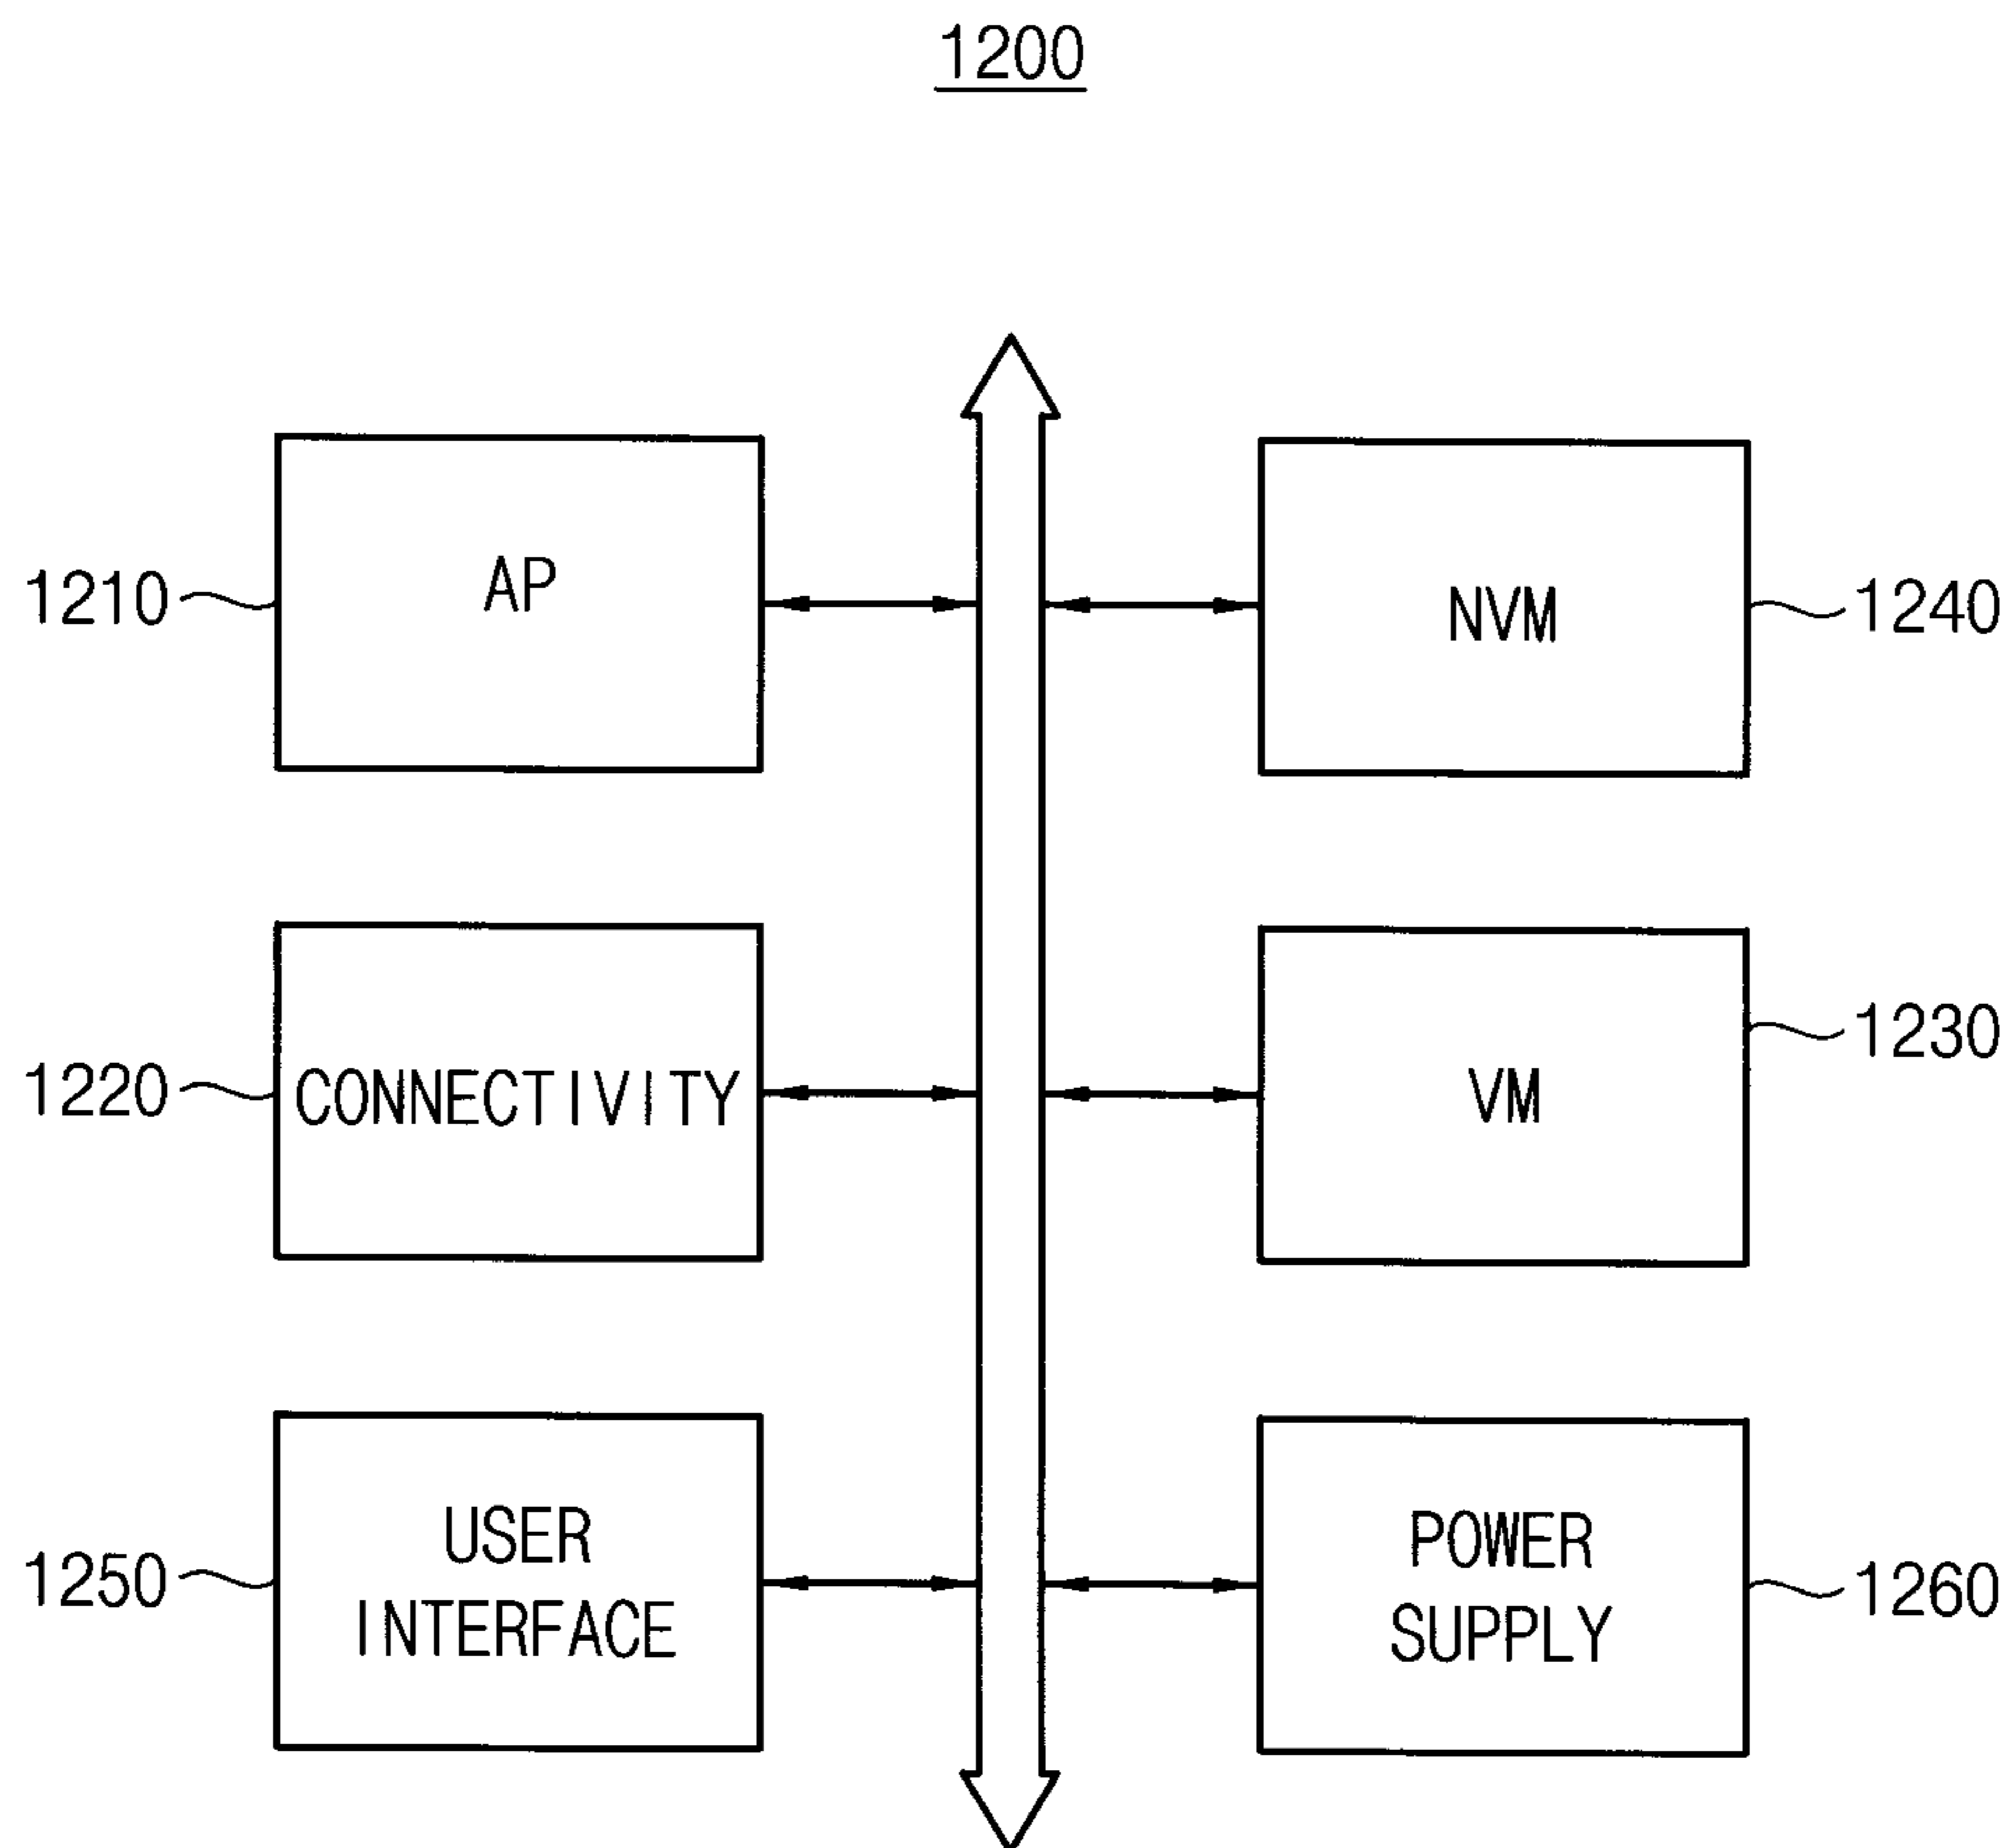 1200
1210
AP
NVM
1240
1220
CONNECTIVITY
VM
1230
1250
USER
INTERFACE
POWER
SUPPLY
1260